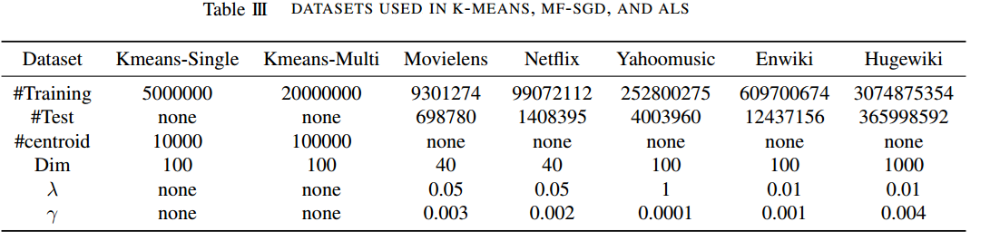 Table Ⅲ DATASETS USED IN K-MEANS, MF-SGD, AND ALS
Dataset Kmeans-Single Kmeans-Multi Movielens Netflix Yahoomusic Enwiki Hugewiki
#Training 5000000 20000000 9301274 99072112 252800275 609700674 3074875354
#Test none none 698780 1408395 4003960 12437156 365998592
#centroid 10000 100000 none none none none none
Dim 100 100 40 40 100 100 1000
λ none none 0.05 0.05 1 0.01 0.01
γ none none 0.003 0.002 0.0001 0.001 0.004